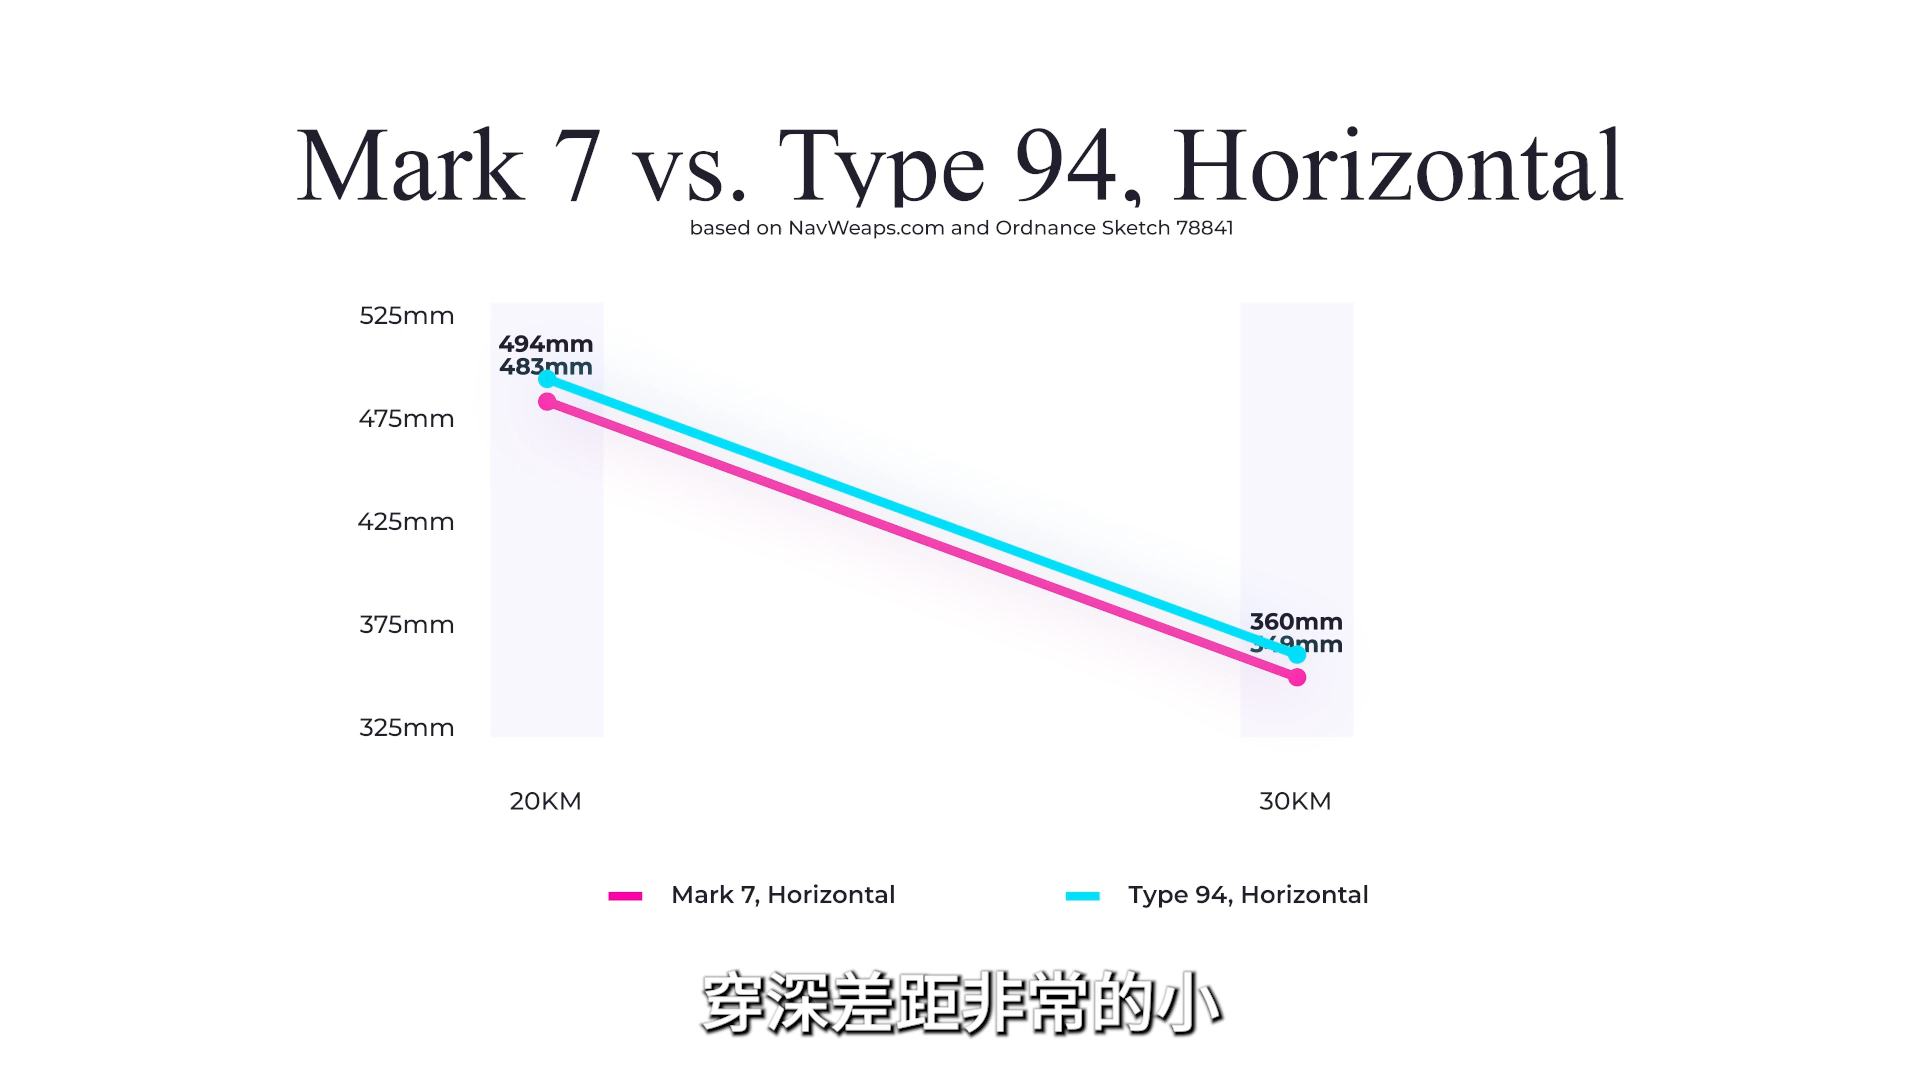 Mark 7 vs. Type 94, Horizontal
based on NavWeaps.com and Ordnance Sketch 78841
525mm
494mm
483mm
475mm
425mm
375mm
360mm
349mm
325mm
20KM
30KM
Mark 7, Horizontal
Type 94, Horizontal
穿深差距非常的小